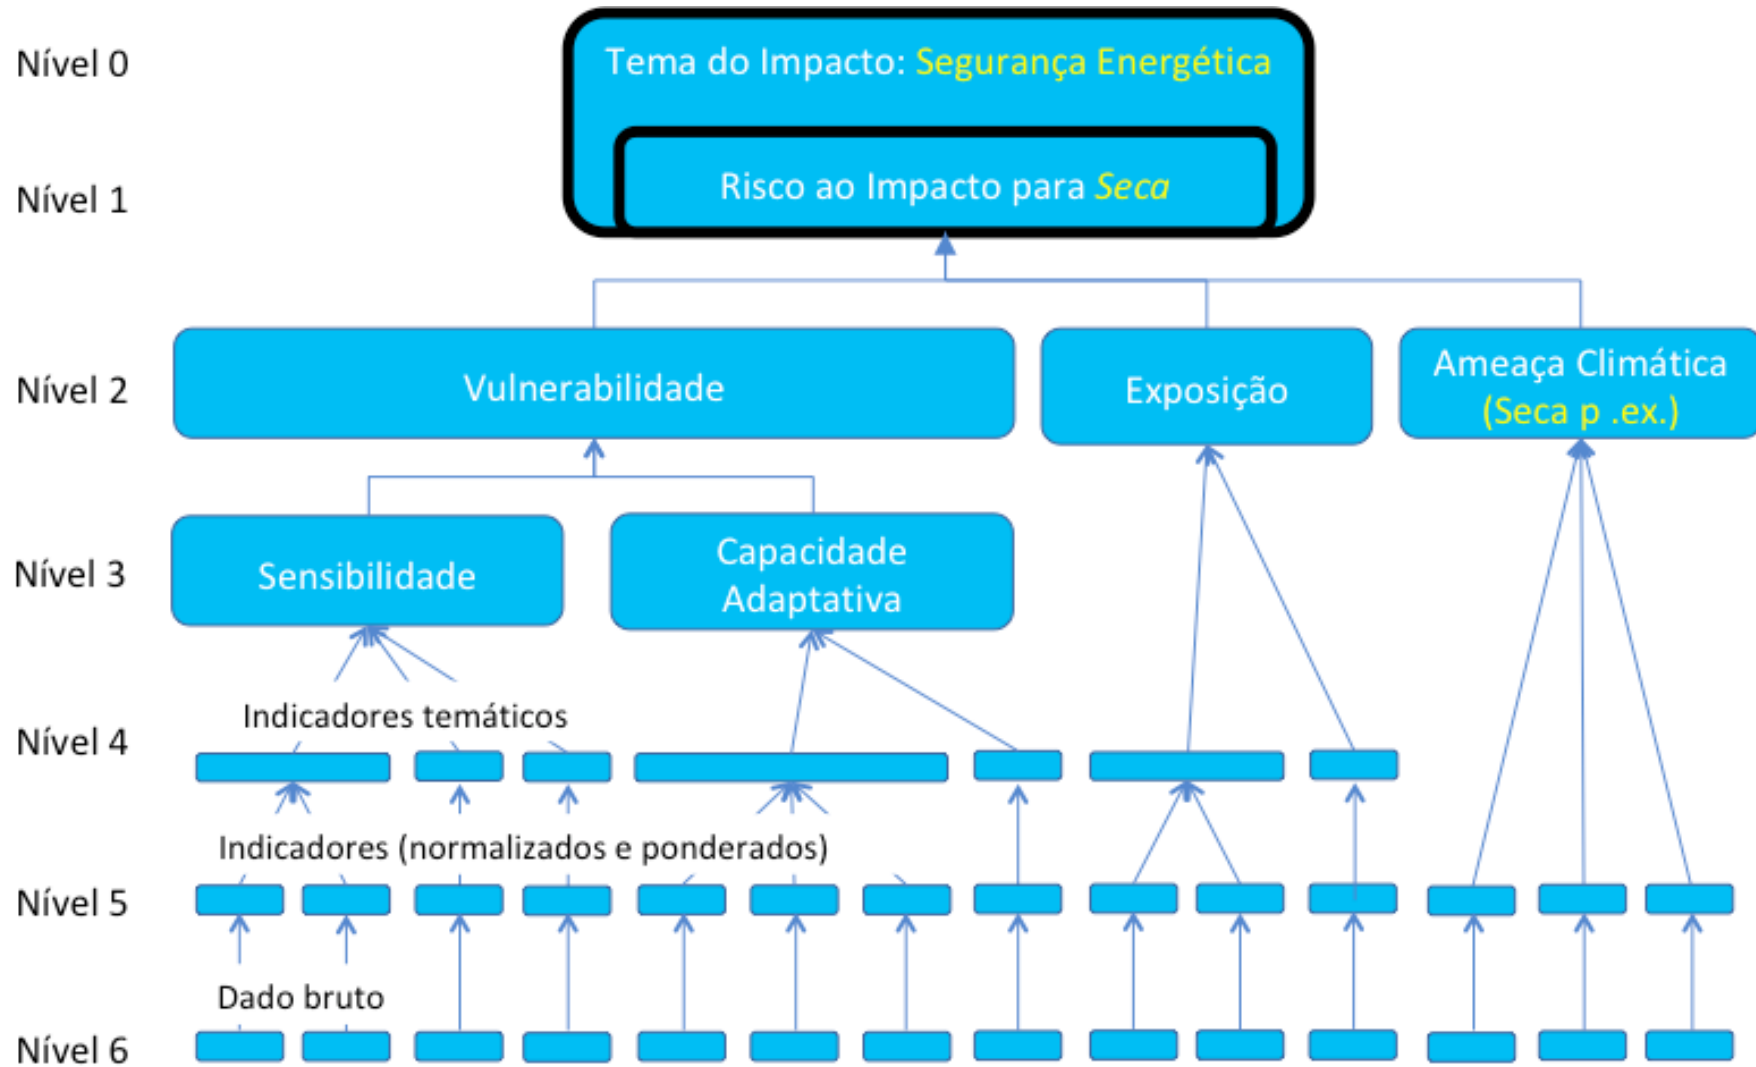 Nível 0
Tema do Impacto: Segurança Energética
Nível 1
Risco ao Impacto para Seca
Nível 2
Vulnerabilidade
Exposição
Ameaça Climática
(Seca p .ex.)
Nível 3
Sensibilidade
Capacidade
Adaptativa
Indicadores temáticos
Nível 4
Indicadores (normalizados e ponderados)
Nível 5
Dado bruto
Nível 6